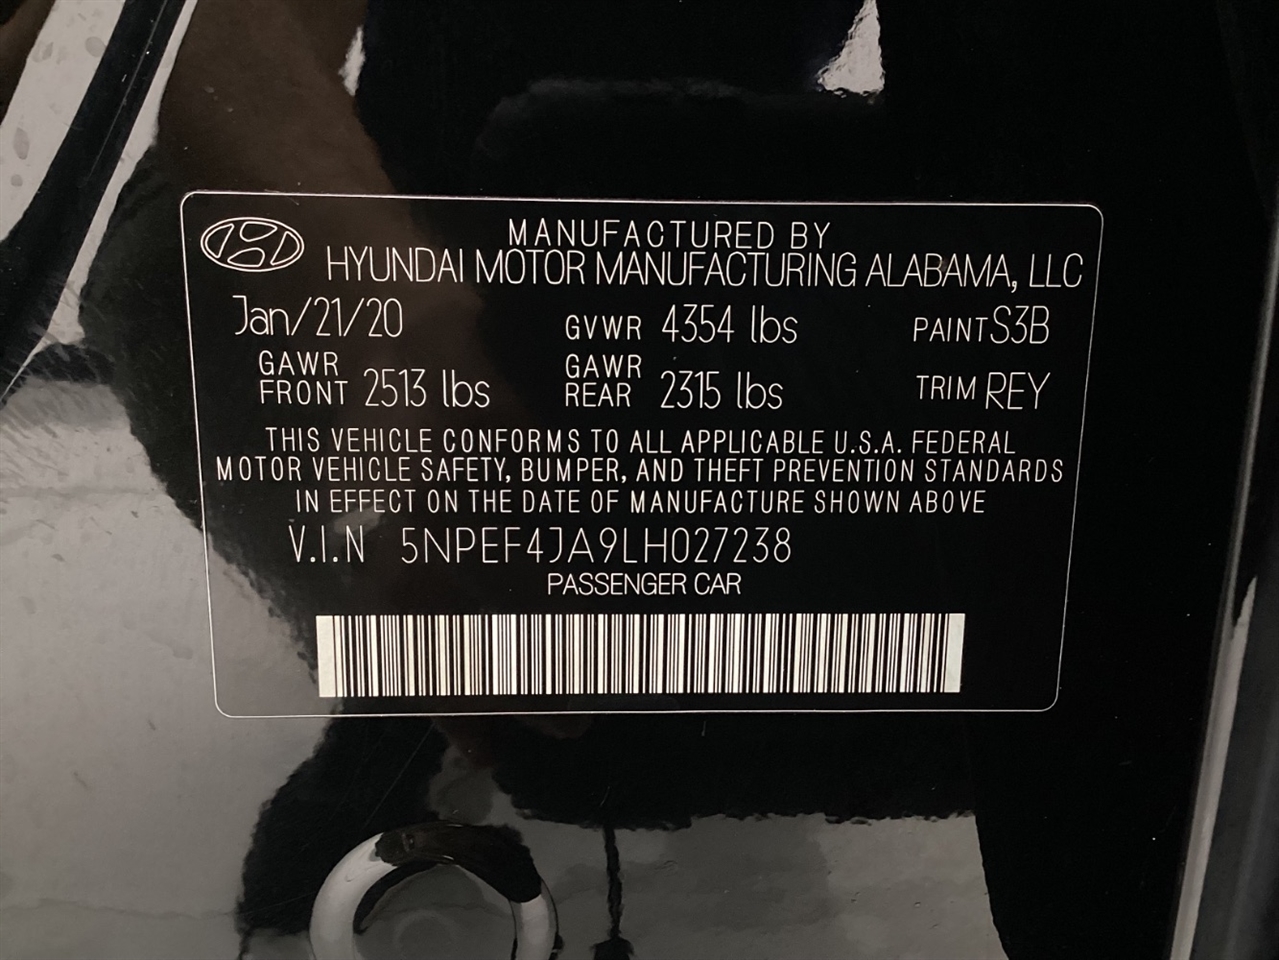 MANUFACTURED BY
HYUNDAI MOTOR MANUFACTURING ALABAMA, LLC
Jan/21/20 GVWR 4354 lbs PAINT S3B
GAWR FRONT 2513 lbs GAWR REAR 2315 lbs TRIM REY
THIS VEHICLE CONFORMS TO ALL APPLICABLE U.S.A. FEDERAL
MOTOR VEHICLE SAFETY, BUMPER, AND THEFT PREVENTION STANDARDS
IN EFFECT ON THE DATE OF MANUFACTURE SHOWN ABOVE
V.I.N 5NPEF4JA9LH027238
PASSENGER CAR